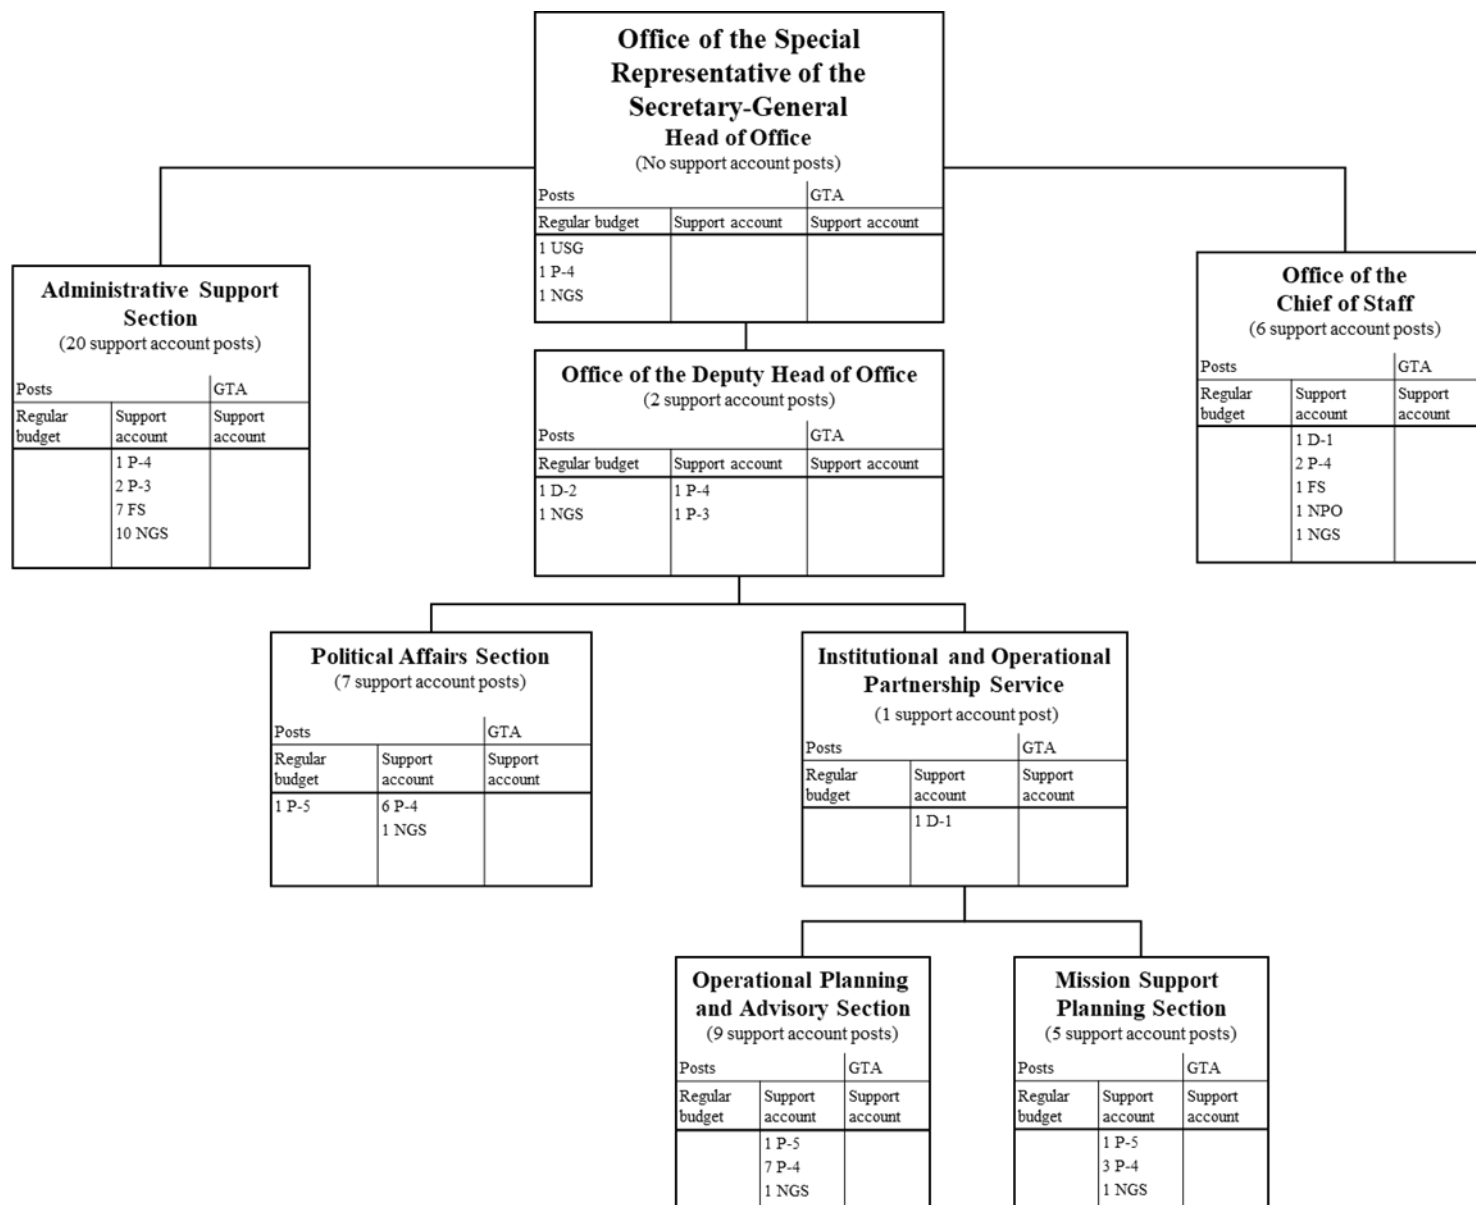 Office of the Special
Representative of the
Secretary-General
Head of Office
(No support account posts)
Posts GTA
Regular budget Support account Support account
1 USG
1 P-4
1 NGS
Administrative Support
Section
(20 support account posts)
Posts GTA
Regular Support Support
budget account account
1 P-4
2 P-3
7 FS
10 NGS
Office of the Deputy Head of Office
(2 support account posts)
Posts GTA
Regular budget Support account Support account
1 D-2 1 P-4
1 NGS 1 P-3
Office of the
Chief of Staff
(6 support account posts)
Posts GTA
Regular Support Support
budget account account
1 D-1
2 P-4
1 FS
1 NPO
1 NGS
Political Affairs Section
(7 support account posts)
Posts GTA
Regular Support Support
budget account account
1 P-5 6 P-4
1 NGS
Institutional and Operational
Partnership Service
(1 support account post)
Posts GTA
Regular Support Support
budget account account
1 D-1
Operational Planning
and Advisory Section
(9 support account posts)
Posts GTA
Regular Support Support
budget account account
1 P-5
7 P-4
1 NGS
Mission Support
Planning Section
(5 support account posts)
Posts GTA
Regular Support Support
budget account account
1 P-5
3 P-4
1 NGS